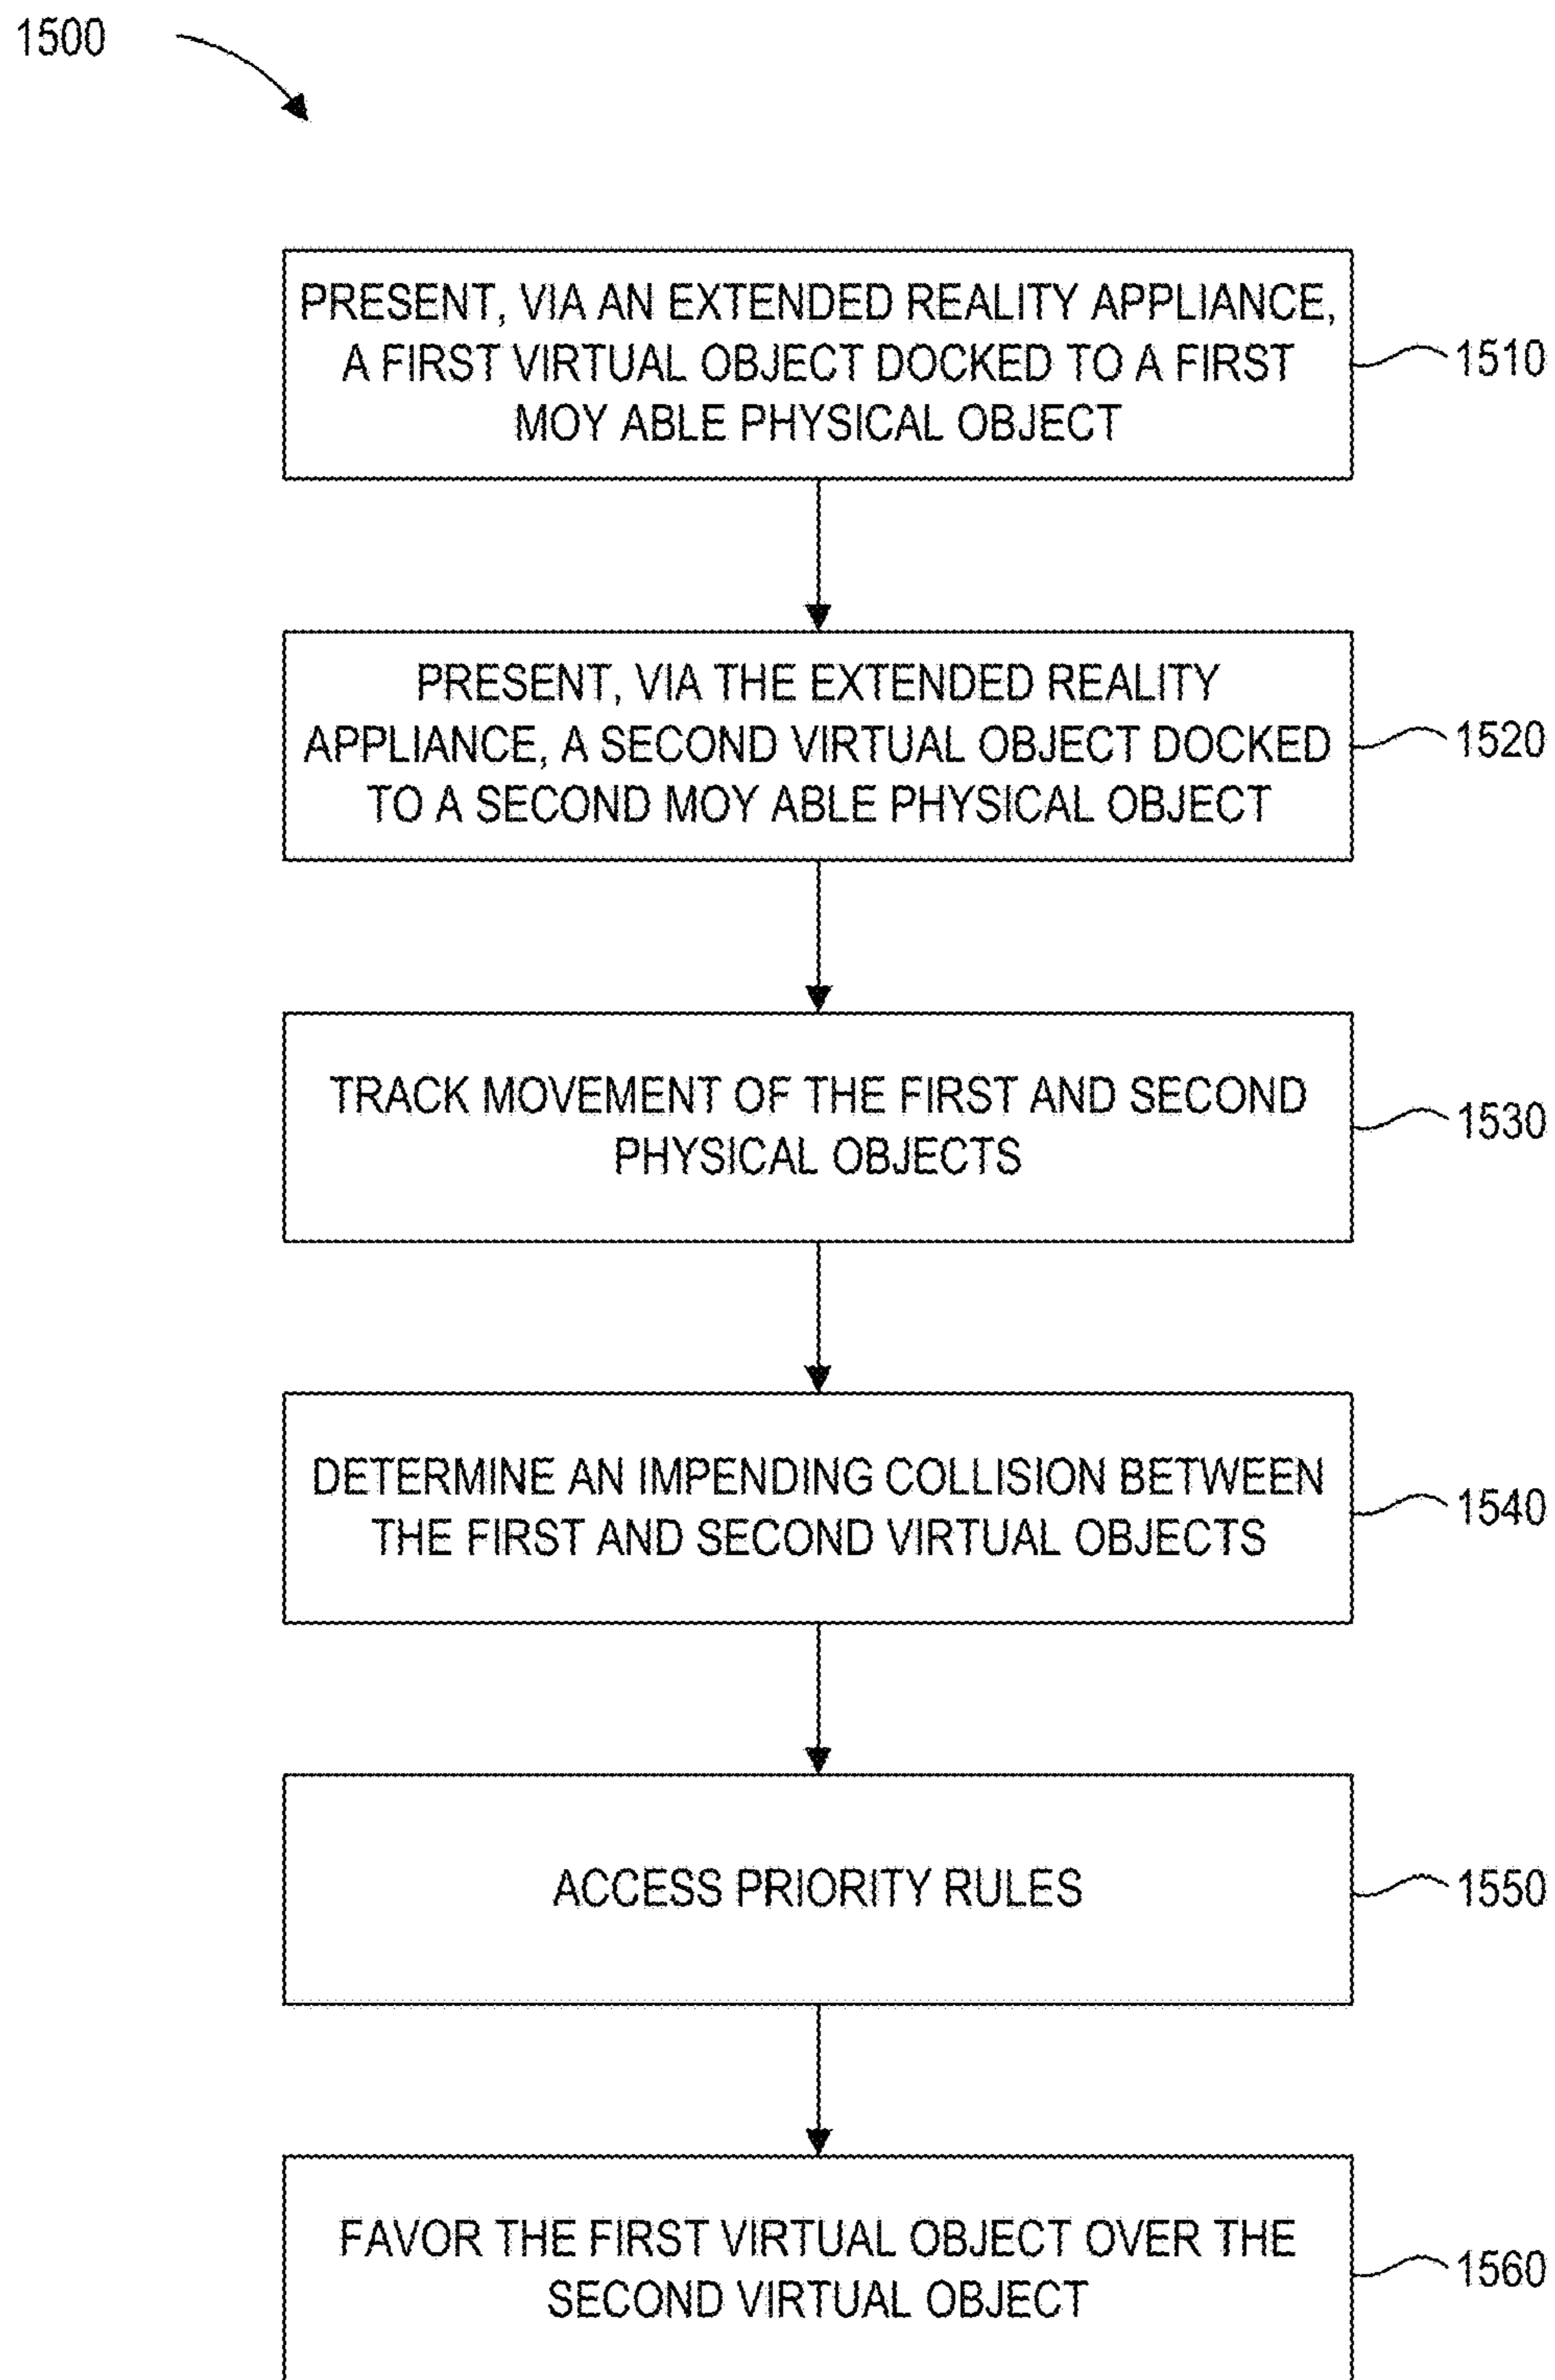 1500
PRESENT, VIA AN EXTENDED REALITY APPLIANCE,
A FIRST VIRTUAL OBJECT DOCKED TO A FIRST
MOY ABLE PHYSICAL OBJECT
1510
PRESENT, VIA THE EXTENDED REALITY
APPLIANCE, A SECOND VIRTUAL OBJECT DOCKED
TO A SECOND MOY ABLE PHYSICAL OBJECT
1520
TRACK MOVEMENT OF THE FIRST AND SECOND
PHYSICAL OBJECTS
1530
DETERMINE AN IMPENDING COLLISION BETWEEN
THE FIRST AND SECOND VIRTUAL OBJECTS
1540
ACCESS PRIORITY RULES
1550
FAVOR THE FIRST VIRTUAL OBJECT OVER THE
SECOND VIRTUAL OBJECT
1560